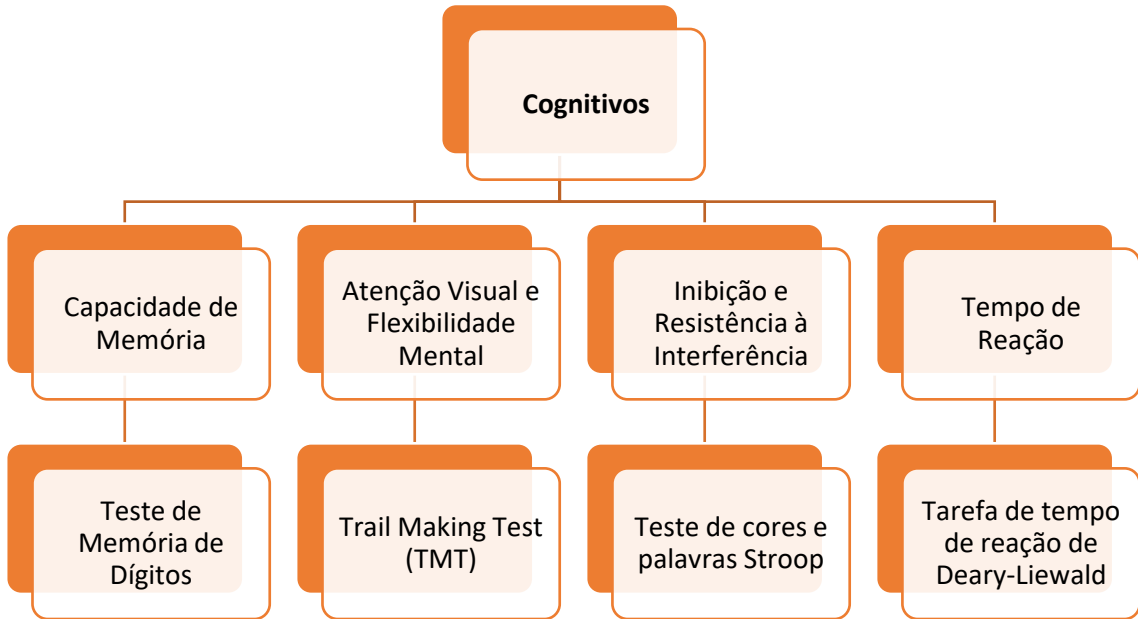 Cognitivos
Capacidade de
Memória
Atenção Visual e
Flexibilidade
Mental
Inibição e
Resistência à
Interferência
Tempo de
Reação
Teste de
Memória de
Dígitos
Trail Making Test
(TMT)
Teste de cores e
palavras Stroop
Tarefa de tempo
de reação de
Deary-Liewald